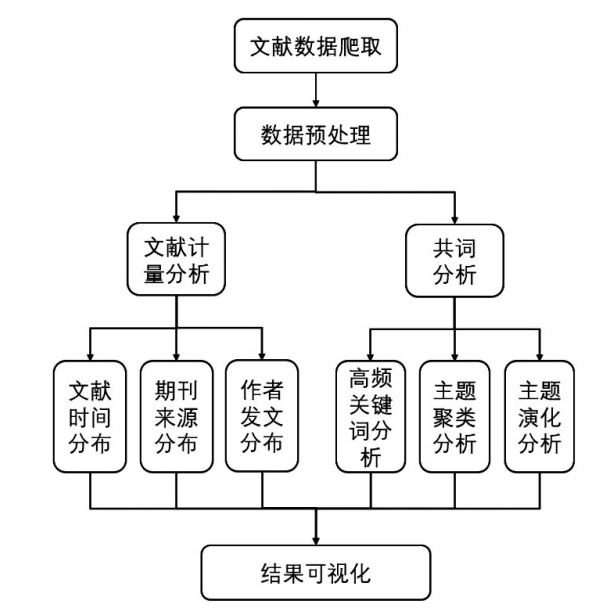 文献数据爬取
数据预处理
文献计
量分析
共词
分析
文献
时间
分布
期刊
来源
分布
作者
发文
分布
高频
关键
词分
析
主题
聚类
分析
主题
演化
分析
结果可视化